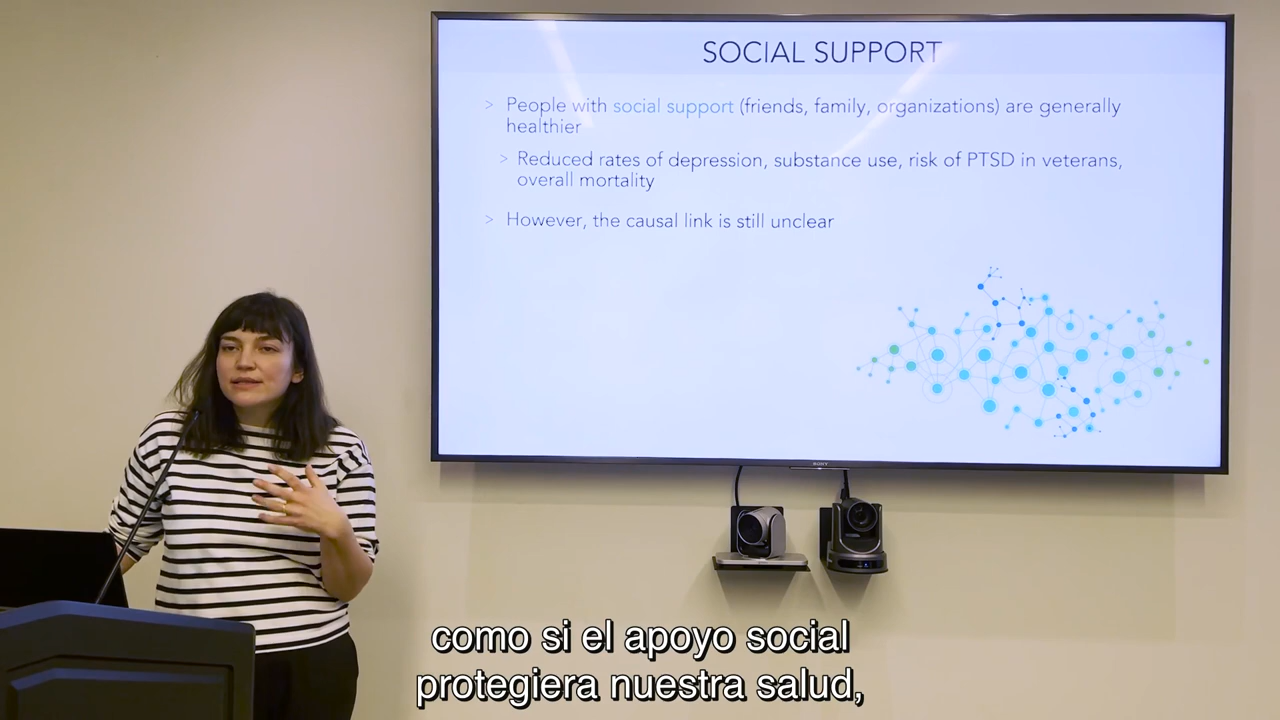 SOCIAL SUPPORT
> People with social support (friends, family, organizations) are generally
healthier
> Reduced rates of depression, substance use, risk of PTSD in veterans,
overall mortality
> However, the causal link is still unclear
SONY
como si el apoyo social
protegiera nuestra salud,